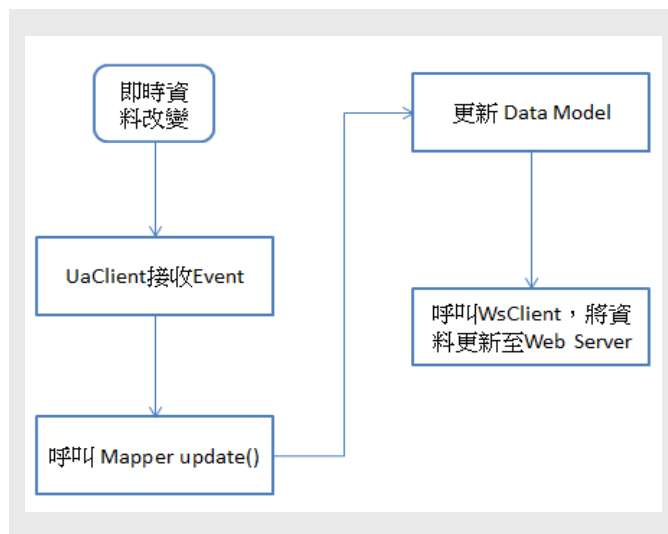 即時資
料改變
UaClient接收Event
呼叫 Mapper update()
更新 Data Model
呼叫WsClient，將資
料更新至Web Server